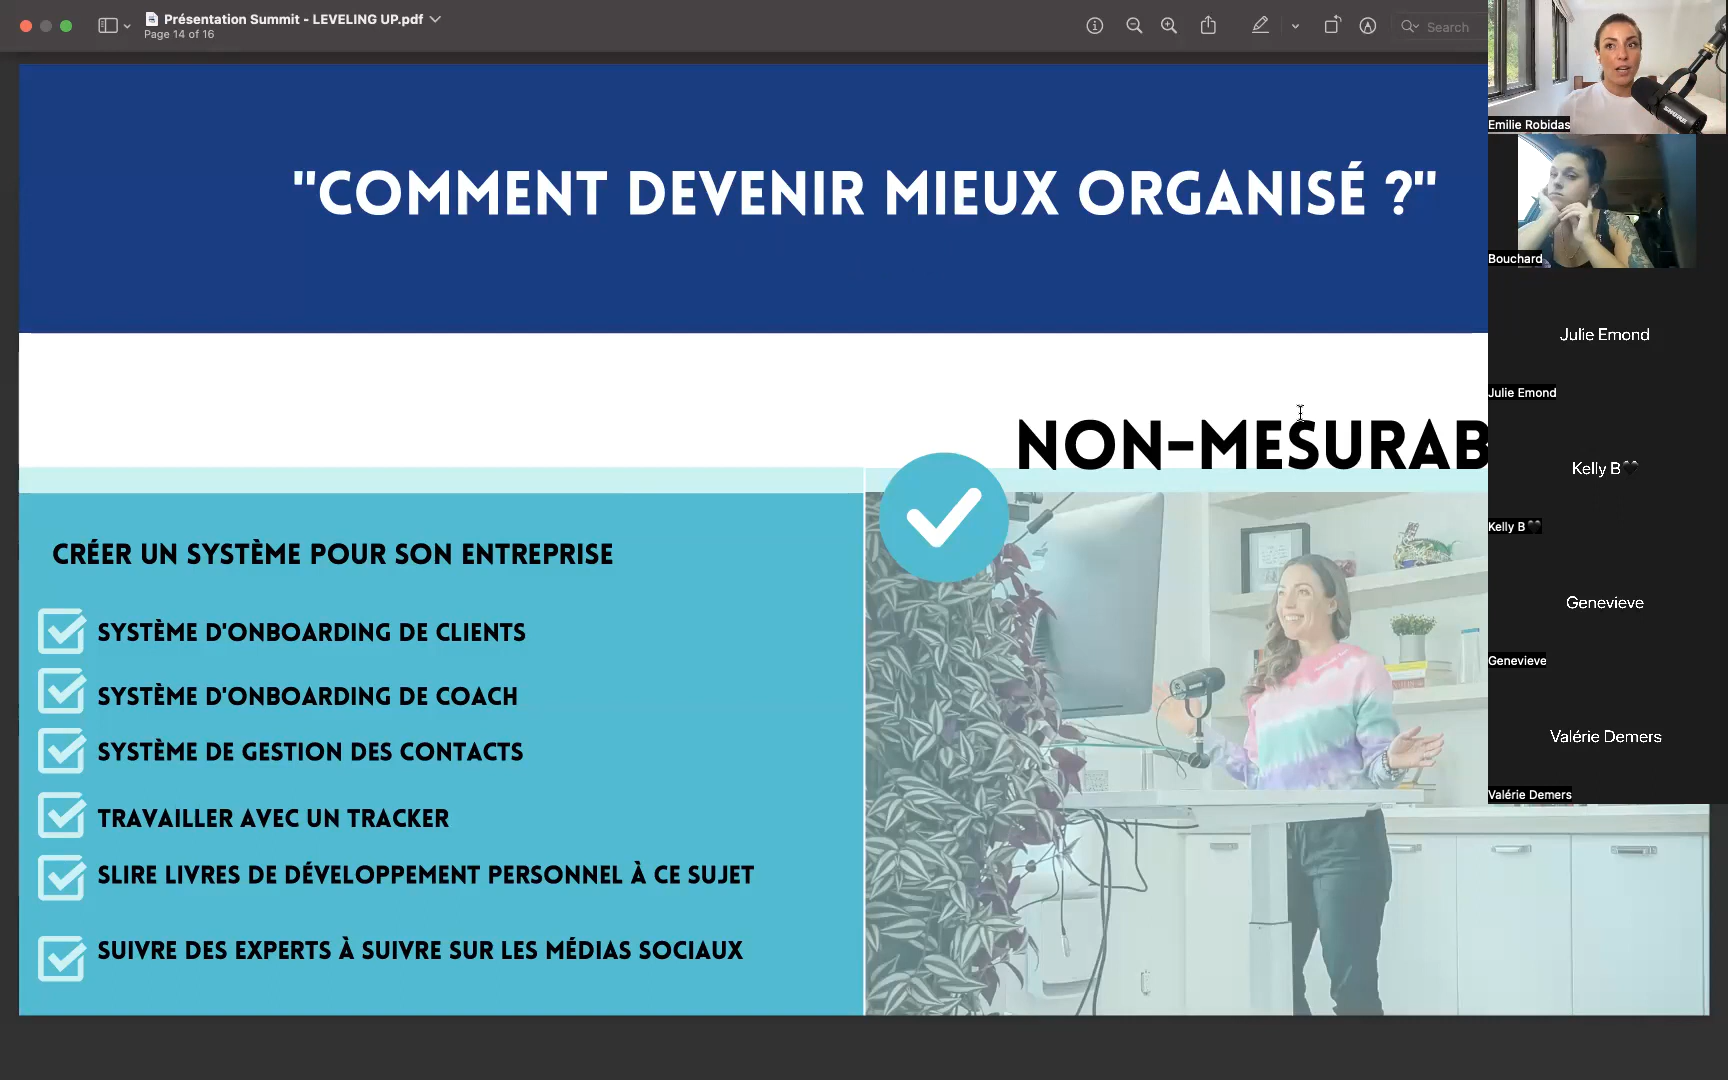 Présentation Summit - LEVELING UP.pdf
Page 14 of 16
Search
"COMMENT DEVENIR MIEUX ORGANISÉ ?"
NON-MESURAB
CRÉER UN SYSTÈME POUR SON ENTREPRISE
SYSTÈME D'ONBOARDING DE CLIENTS
SYSTÈME D'ONBOARDING DE COACH
SYSTÈME DE GESTION DES CONTACTS
TRAVAILLER AVEC UN TRACKER
SLIRE LIVRES DE DÉVELOPPEMENT PERSONNEL À CE SUJET
SUIVRE DES EXPERTS À SUIVRE SUR LES MÉDIAS SOCIAUX
Emilie Robidas
Bouchard
Julie Emond
Julie Emond
Kelly B🖤
Kelly B🖤
Genevieve
Genevieve
Valérie Demers
Valérie Demers